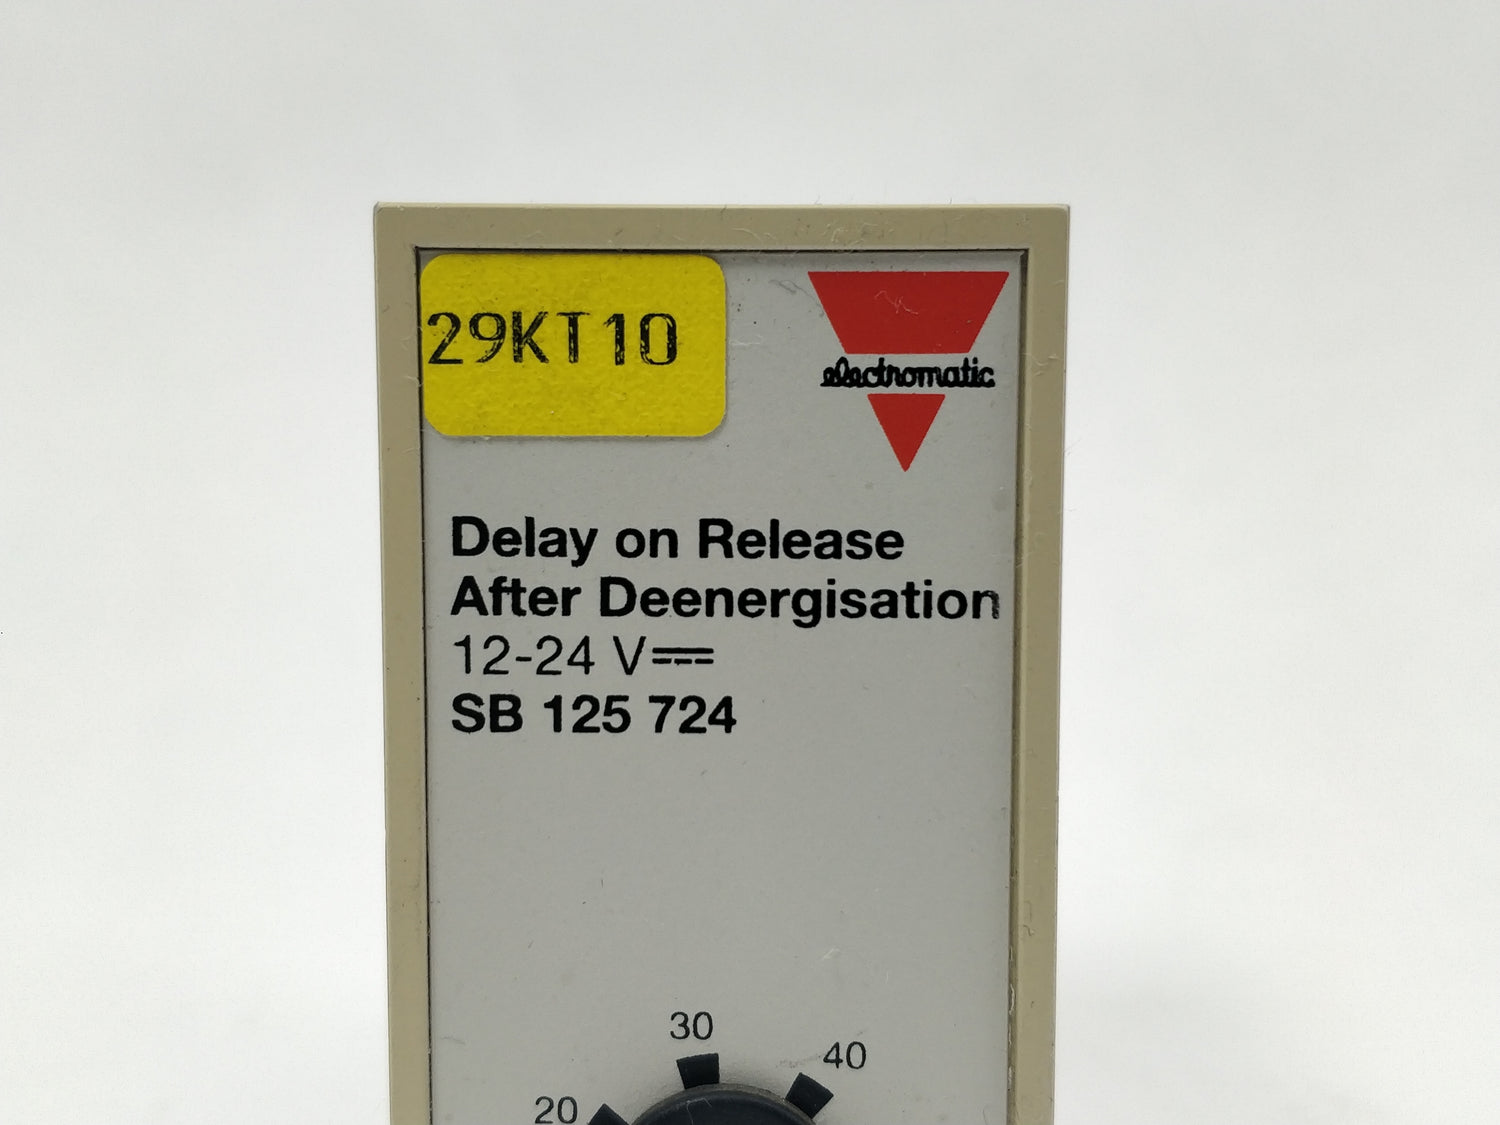 29KT10
electromatic
Delay on Release
After Deenergisation
12-24 V⎓
SB 125 724
30
40
20